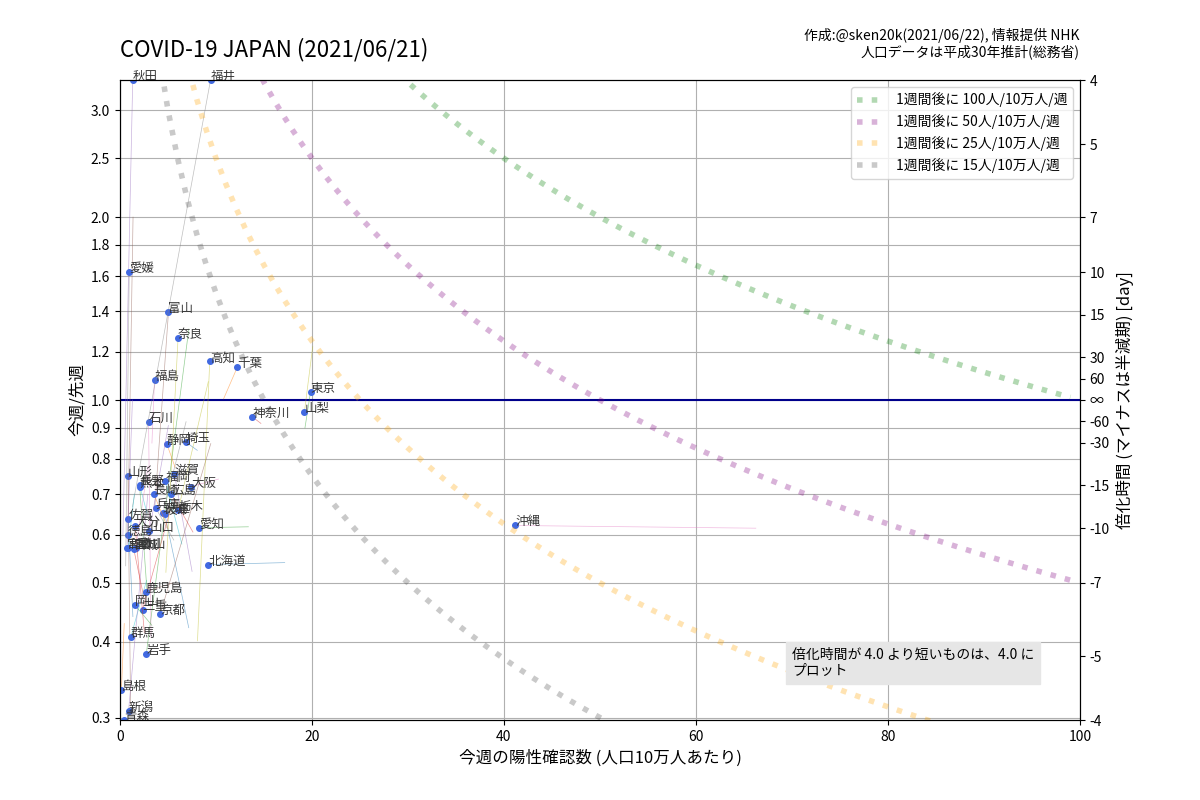 COVID-19 JAPAN (2021/06/21)
作成:@sken20k(2021/06/22), 情報提供 NHK
人口データは平成30年推計(総務省)
1週間後に 100人/10万人/週
1週間後に 50人/10万人/週
1週間後に 25人/10万人/週
1週間後に 15人/10万人/週
今週/先週
3.0
2.5
2.0
1.8
1.6
1.4
1.2
1.0
0.9
0.8
0.7
0.6
0.5
0.4
0.3
秋田
福井
愛媛
富山
奈良
高知
千葉
福島
東京
山梨
神奈川
石川
静岡
埼玉
滋賀
山形
福岡
大阪
広島
栃木
佐賀
山口
愛知
沖縄
徳島
北海道
鹿児島
岡山
京都
群馬
岩手
島根
新潟
青森
倍化時間が 4.0 より短いものは、4.0 に
プロット
4
5
7
10
15
30
60
∞
-60
-30
-15
-10
-7
-5
-4
倍化時間 (マイナスは半減期) [day]
0
20
40
60
80
100
今週の陽性確認数 (人口10万人あたり)